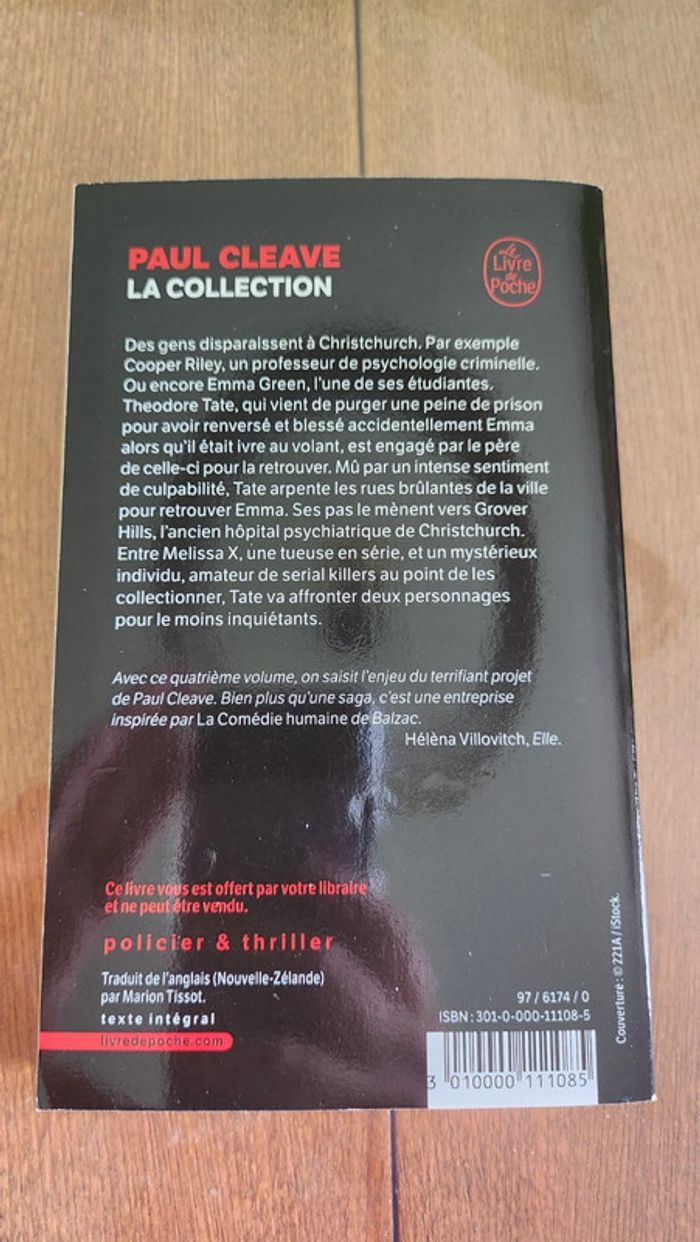 PAUL CLEAVE
LA COLLECTION
Le
Livre
de
Poche
Des gens disparaissent à Christchurch. Par exemple
Cooper Riley, un professeur de psychologie criminelle.
Ou encore Emma Green, l'une de ses étudiantes.
Theodore Tate, qui vient de purger une peine de prison
pour avoir renversé et blessé accidentellement Emma
alors qu'il était ivre au volant, est engagé par le père
de celle-ci pour la retrouver. Mû par un intense sentiment
de culpabilité, Tate arpente les rues brûlantes de la ville
pour retrouver Emma. Ses pas le mènent vers Grover
Hills, l'ancien hôpital psychiatrique de Christchurch.
Entre Melissa X, une tueuse en série, et un mystérieux
individu, amateur de serial killers au point de les
collectionner, Tate va affronter deux personnages
pour le moins inquiétants.
Avec ce quatrième volume, on saisit l'enjeu du terrifiant projet
de Paul Cleave. Bien plus qu'une saga, c'est une entreprise
inspirée par La Comédie humaine de Balzac.
Hélèna Villovitch, Elle.
Ce livre vous est offert par votre libraire
et ne peut être vendu.
policier & thriller
Traduit de l'anglais (Nouvelle-Zélande)
par Marion Tissot.
texte intégral
livredepoche.com
97 / 6174 / 0
ISBN : 301-0-000-11108-5
3 010000 111085
Couverture : © 221A / iStock.